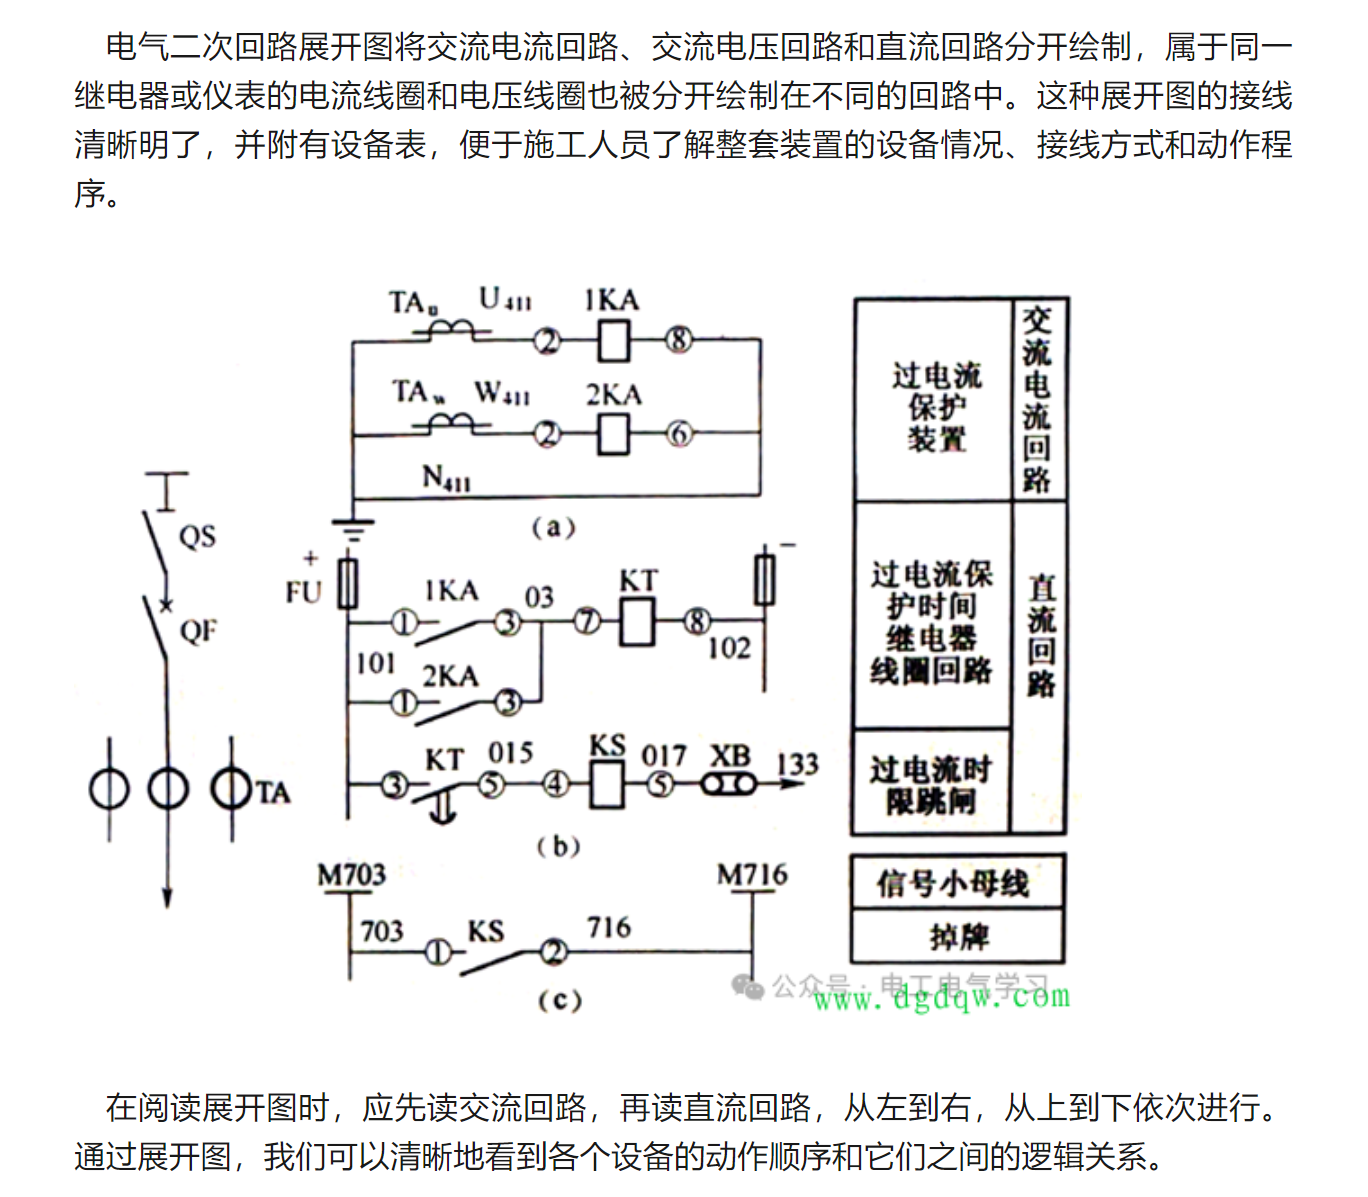 电气二次回路展开图将交流电流回路、交流电压回路和直流回路分开绘制，属于同一
继电器或仪表的电流线圈和电压线圈也被分开绘制在不同的回路中。这种展开图的接线
清晰明了，并附有设备表，便于施工人员了解整套装置的设备情况、接线方式和动作程
序。
TAu U411 1KA
② ⑧
TAw W411 2KA
② ⑥
N411
(a)
过电流
保护
装置
交流电流回路
QS
QF
TA
+ −
FU
1KA 03 KT
① ③ ⑦ ⑧
101 102
2KA
① ③
KT 015 KS 017 XB 133
③ ⑤ ④ ⑤
(b)
过电流保
护时间
继电器
线圈回路
直流回路
过电流时
限跳闸
M703 M716
703 KS 716
① ②
(c)
信号小母线
掉牌
公众号 · 电工电气学习
www.dgdqw.com
在阅读展开图时，应先读交流回路，再读直流回路，从左到右，从上到下依次进行。
通过展开图，我们可以清晰地看到各个设备的动作顺序和它们之间的逻辑关系。